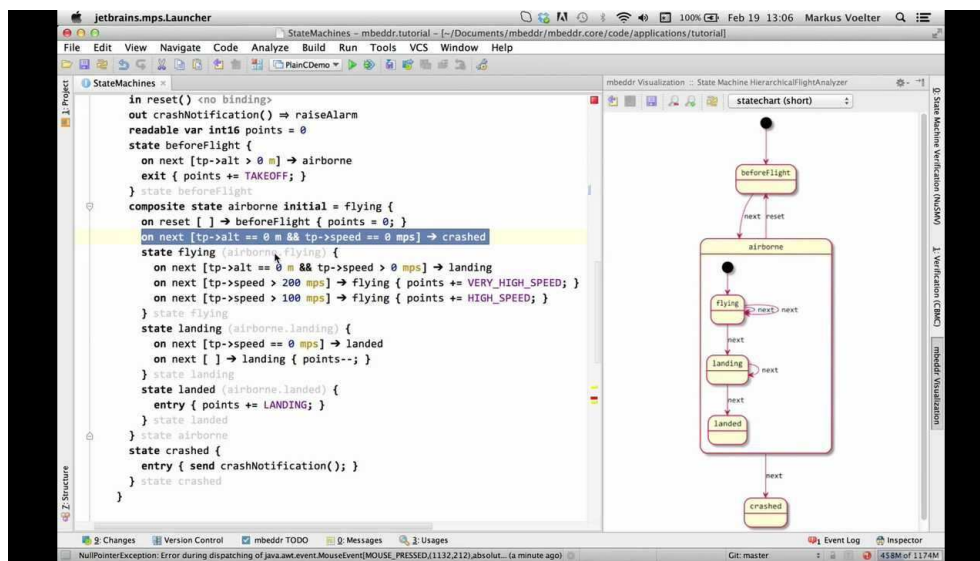 jetbrains.mps.Launcher 100% Feb 19 13:06 Markus Voelter
StateMachines – mbeddr.tutorial – [~/Documents/mbeddr/mbeddr.core/code/applications/tutorial]
File Edit View Navigate Code Analyze Build Run Tools VCS Window Help
PlainCDemo
StateMachines
mbeddr Visualization :: State Machine HierarchicalFlightAnalyzer
statechart (short)
1: Project
in reset() <no binding>
out crashNotification() ⇒ raiseAlarm
readable var int16 points = 0
state beforeFlight {
on next [tp->alt > 0 m] ➔ airborne
exit { points += TAKEOFF; }
} state beforeFlight
composite state airborne initial = flying {
on reset [ ] ➔ beforeFlight { points = 0; }
on next [tp->alt == 0 m && tp->speed == 0 mps] ➔ crashed
state flying (airborne.flying) {
on next [tp->alt == 0 m && tp->speed > 0 mps] ➔ landing
on next [tp->speed > 200 mps] ➔ flying { points += VERY_HIGH_SPEED; }
on next [tp->speed > 100 mps] ➔ flying { points += HIGH_SPEED; }
} state flying
state landing (airborne.landing) {
on next [tp->speed == 0 mps] ➔ landed
on next [ ] ➔ landing { points--; }
} state landing
state landed (airborne.landed) {
entry { points += LANDING; }
} state landed
} state airborne
state crashed {
entry { send crashNotification(); }
} state crashed
}
Z: Structure
beforeFlight
next reset
airborne
flying
next next
next
landing
next
next
landed
next
crashed
0: State Machine Verification (NuSMV)
1: Verification (CBMC)
mbeddr Visualization
9: Changes Version Control mbeddr TODO 0: Messages 3: Usages 1 Event Log Inspector
NullPointerException: Error during dispatching of java.awt.event.MouseEvent[MOUSE_PRESSED,(1132,212),absolut... (a minute ago) Git: master 458M of 1174M